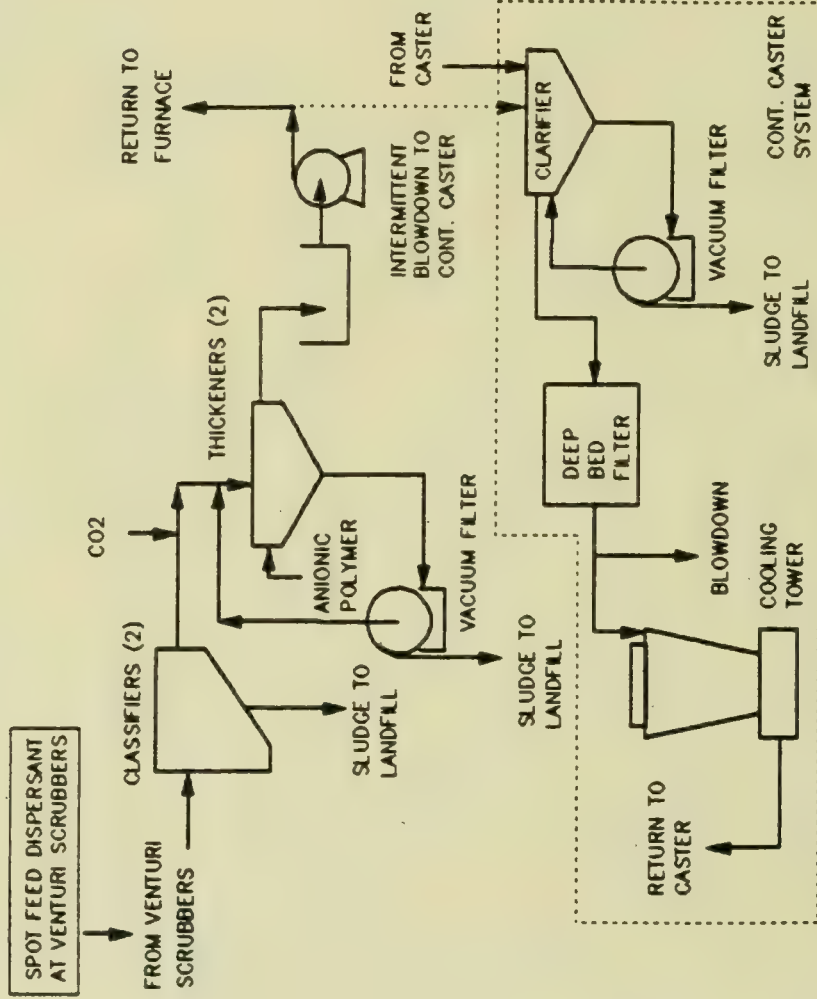 SPOT FEED DISPERSANT
AT VENTURI SCRUBBERS
FROM VENTURI
SCRUBBERS
CLASSIFIERS (2)
SLUDGE TO
LANDFILL
CO2
THICKENERS (2)
ANIONIC
POLYMER
VACUUM FILTER
SLUDGE TO
LANDFILL
RETURN TO
FURNACE
INTERMITTENT
BLOWDOWN TO
CONT. CASTER
FROM
CASTER
CLARIFIER
VACUUM FILTER
SLUDGE TO
LANDFILL
CONT. CASTER
SYSTEM
DEEP
BED
FILTER
BLOWDOWN
COOLING
TOWER
RETURN TO
CASTER